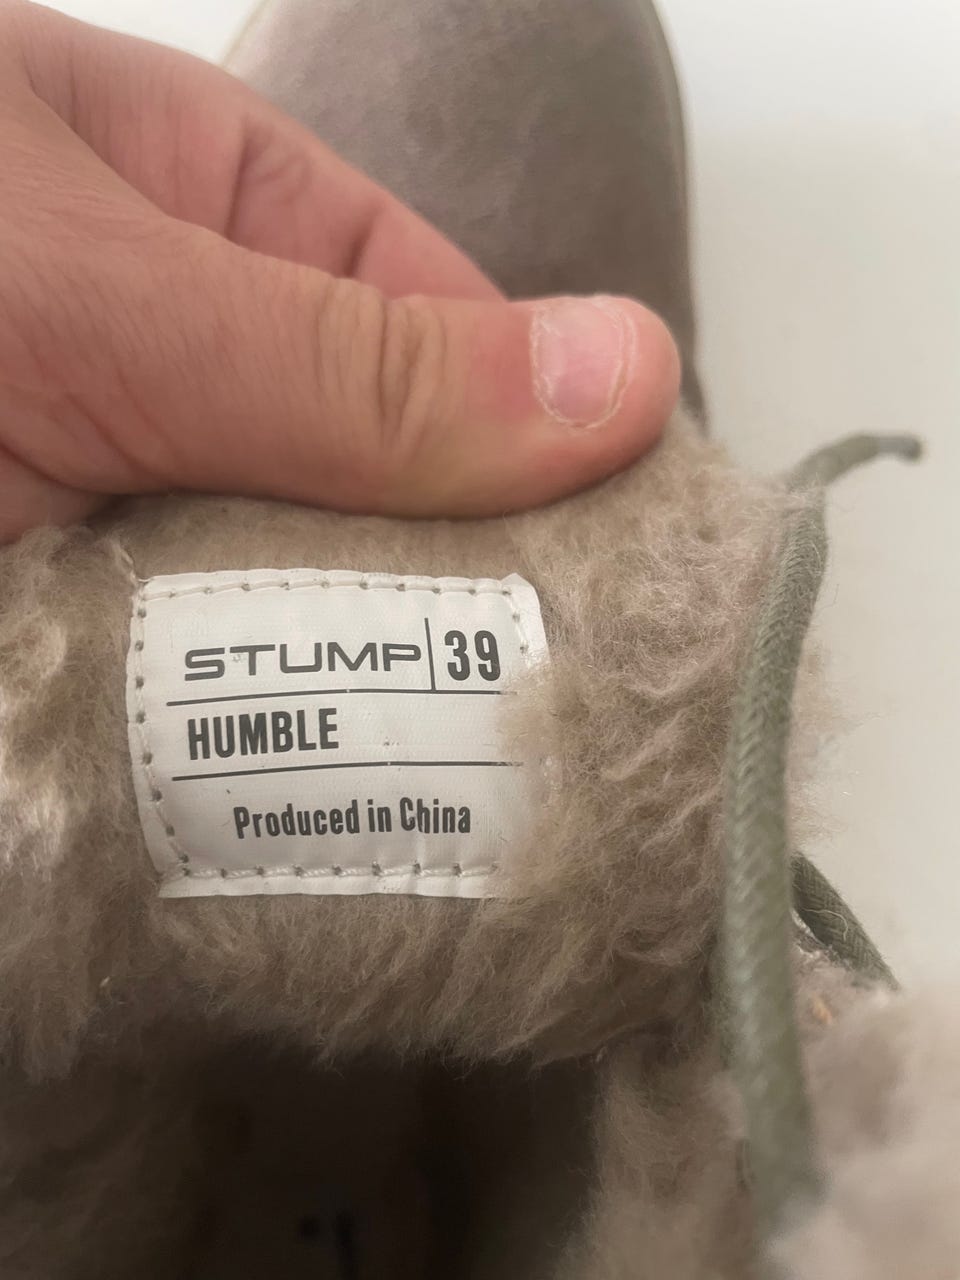 STUMP 39
HUMBLE
Produced in China